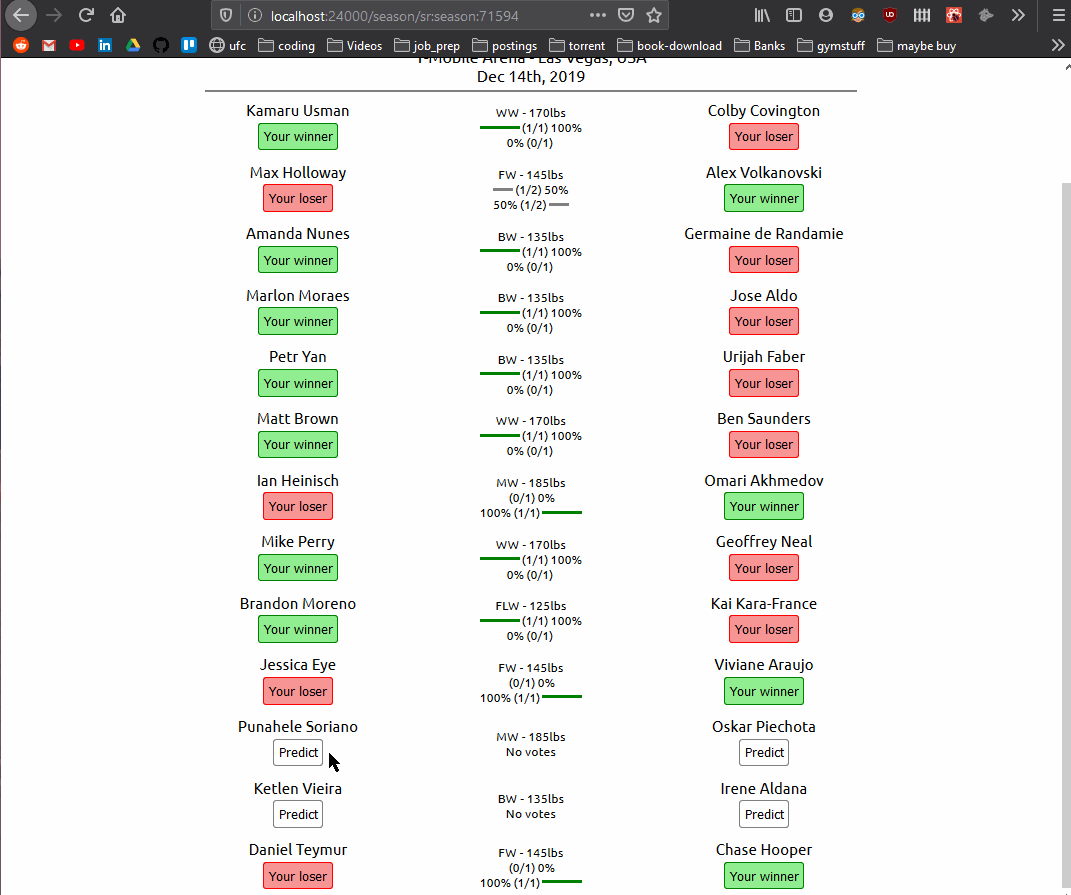 localhost:24000/season/sr:season:71594
ufc coding Videos job_prep postings torrent book-download Banks gymstuff maybe buy
T-Mobile Arena - Las Vegas, USA
Dec 14th, 2019
Kamaru Usman WW - 170lbs Colby Covington
Your winner (1/1) 100% Your loser
0% (0/1)
Max Holloway FW - 145lbs Alex Volkanovski
Your loser (1/2) 50% Your winner
50% (1/2)
Amanda Nunes BW - 135lbs Germaine de Randamie
Your winner (1/1) 100% Your loser
0% (0/1)
Marlon Moraes BW - 135lbs Jose Aldo
Your winner (1/1) 100% Your loser
0% (0/1)
Petr Yan BW - 135lbs Urijah Faber
Your winner (1/1) 100% Your loser
0% (0/1)
Matt Brown WW - 170lbs Ben Saunders
Your winner (1/1) 100% Your loser
0% (0/1)
Ian Heinisch MW - 185lbs Omari Akhmedov
Your loser (0/1) 0% Your winner
100% (1/1)
Mike Perry WW - 170lbs Geoffrey Neal
Your winner (1/1) 100% Your loser
0% (0/1)
Brandon Moreno FLW - 125lbs Kai Kara-France
Your winner (1/1) 100% Your loser
0% (0/1)
Jessica Eye FW - 145lbs Viviane Araujo
Your loser (0/1) 0% Your winner
100% (1/1)
Punahele Soriano MW - 185lbs Oskar Piechota
Predict No votes Predict
Ketlen Vieira BW - 135lbs Irene Aldana
Predict No votes Predict
Daniel Teymur FW - 145lbs Chase Hooper
Your loser (0/1) 0% Your winner
100% (1/1)